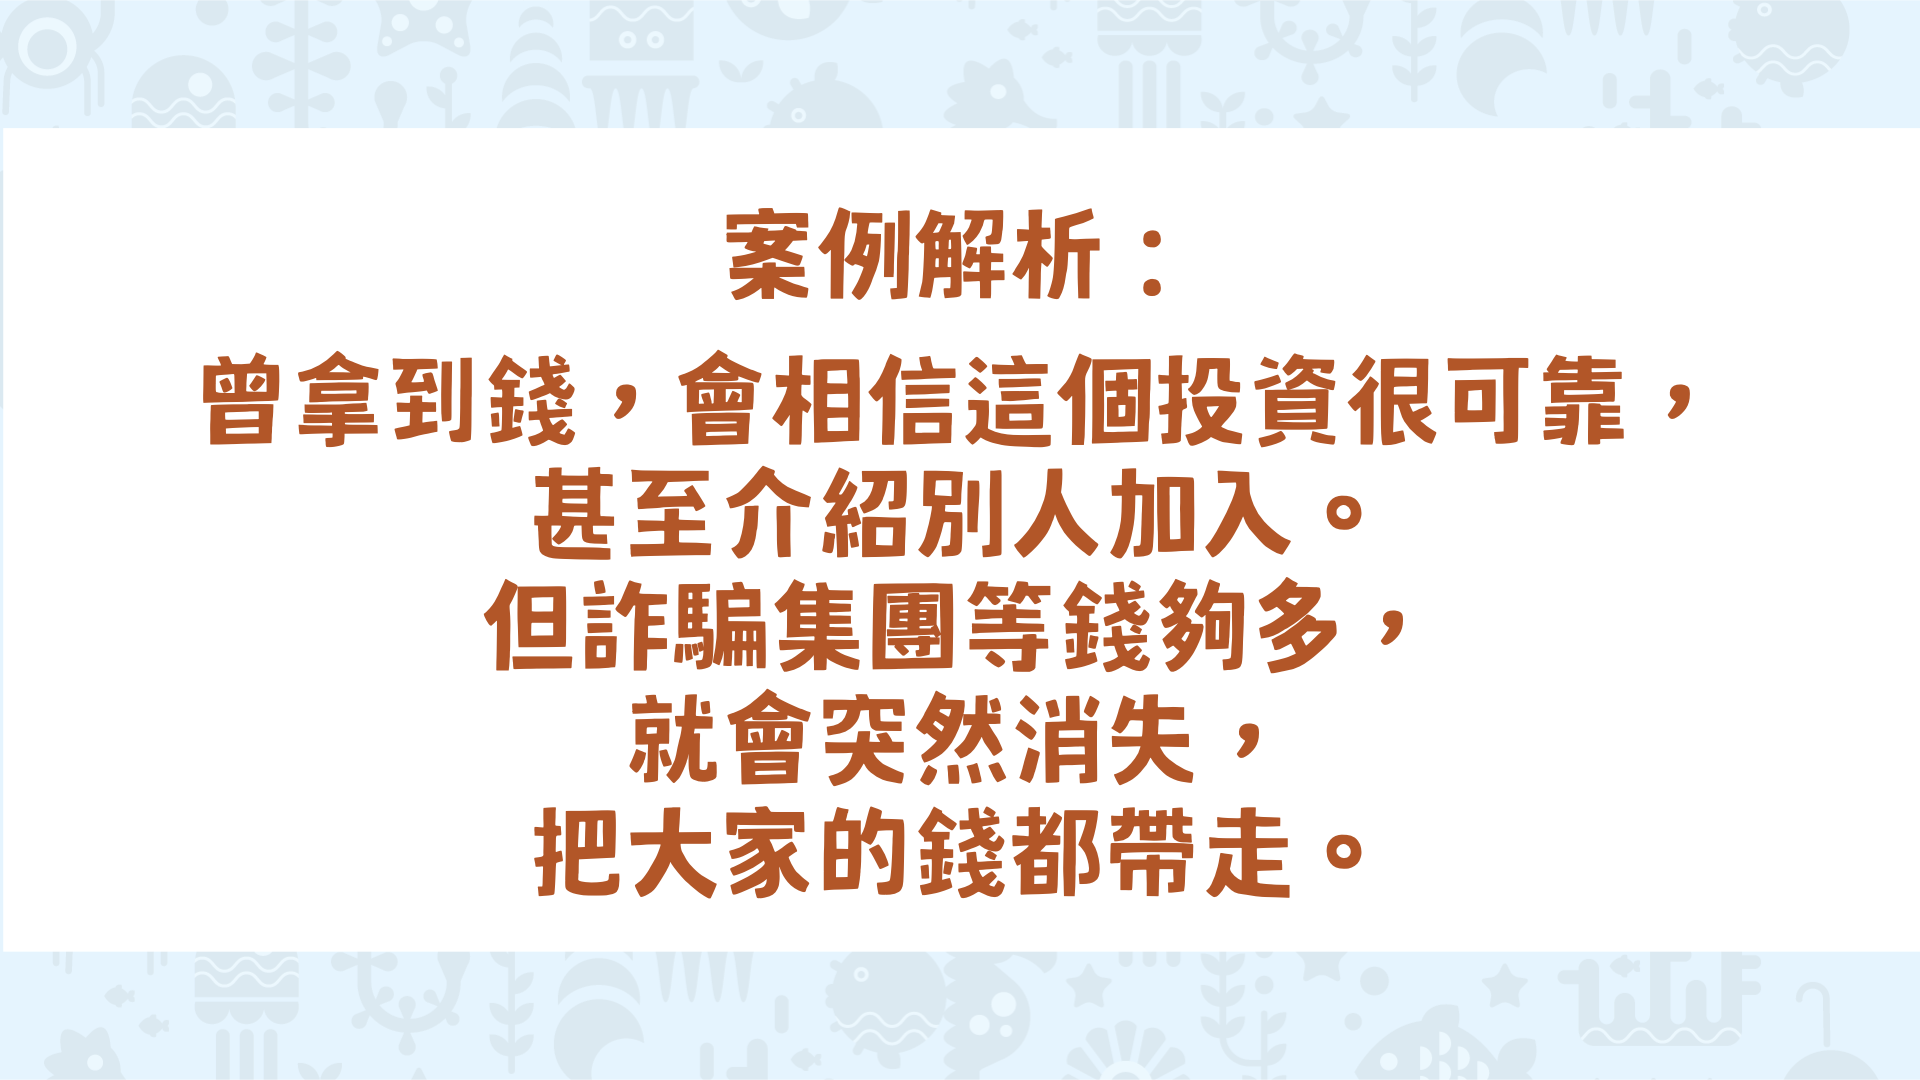 案例解析：
曾拿到錢，會相信這個投資很可靠，
甚至介紹別人加入。
但詐騙集團等錢夠多，
就會突然消失，
把大家的錢都帶走。